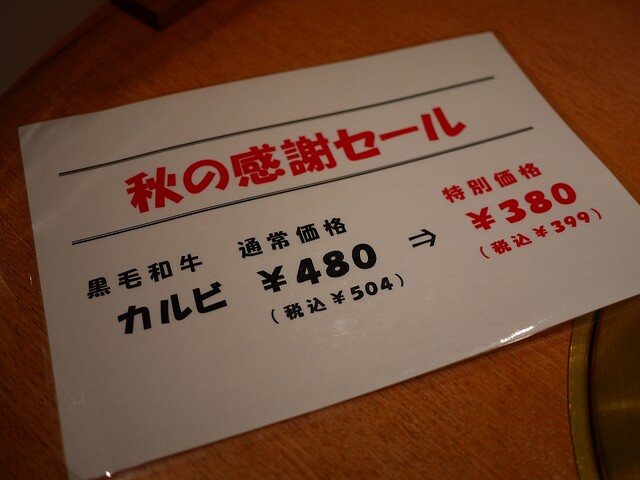 秋の感謝セール
黒毛和牛 通常価格 特別価格
カルビ ¥480 ⇨ ¥380
(税込¥504) (税込¥399)